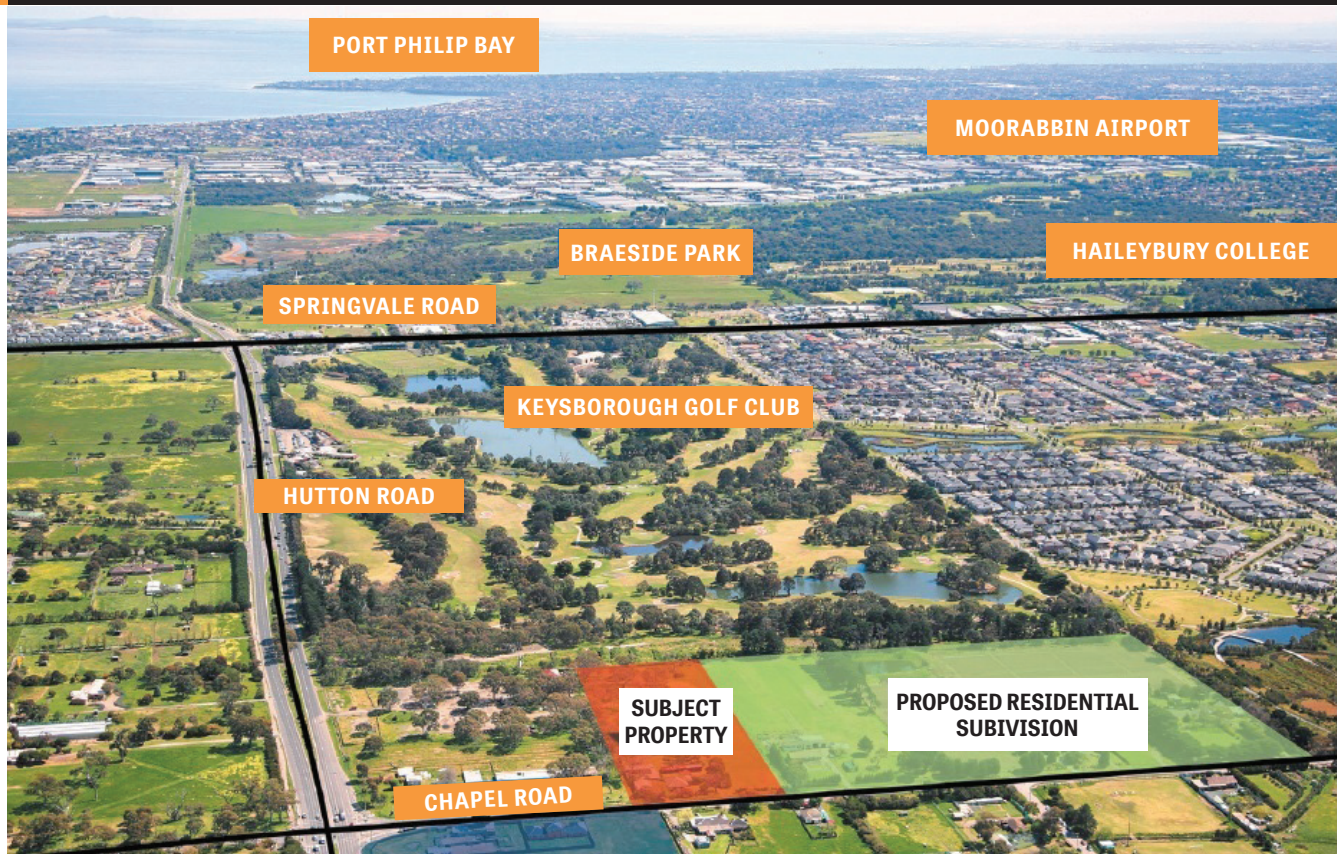 PORT PHILIP BAY
MOORABBIN AIRPORT
BRAESIDE PARK
HAILEYBURY COLLEGE
SPRINGVALE ROAD
KEYSBOROUGH GOLF CLUB
HUTTON ROAD
SUBJECT
PROPERTY
PROPOSED RESIDENTIAL
SUBIVISION
CHAPEL ROAD